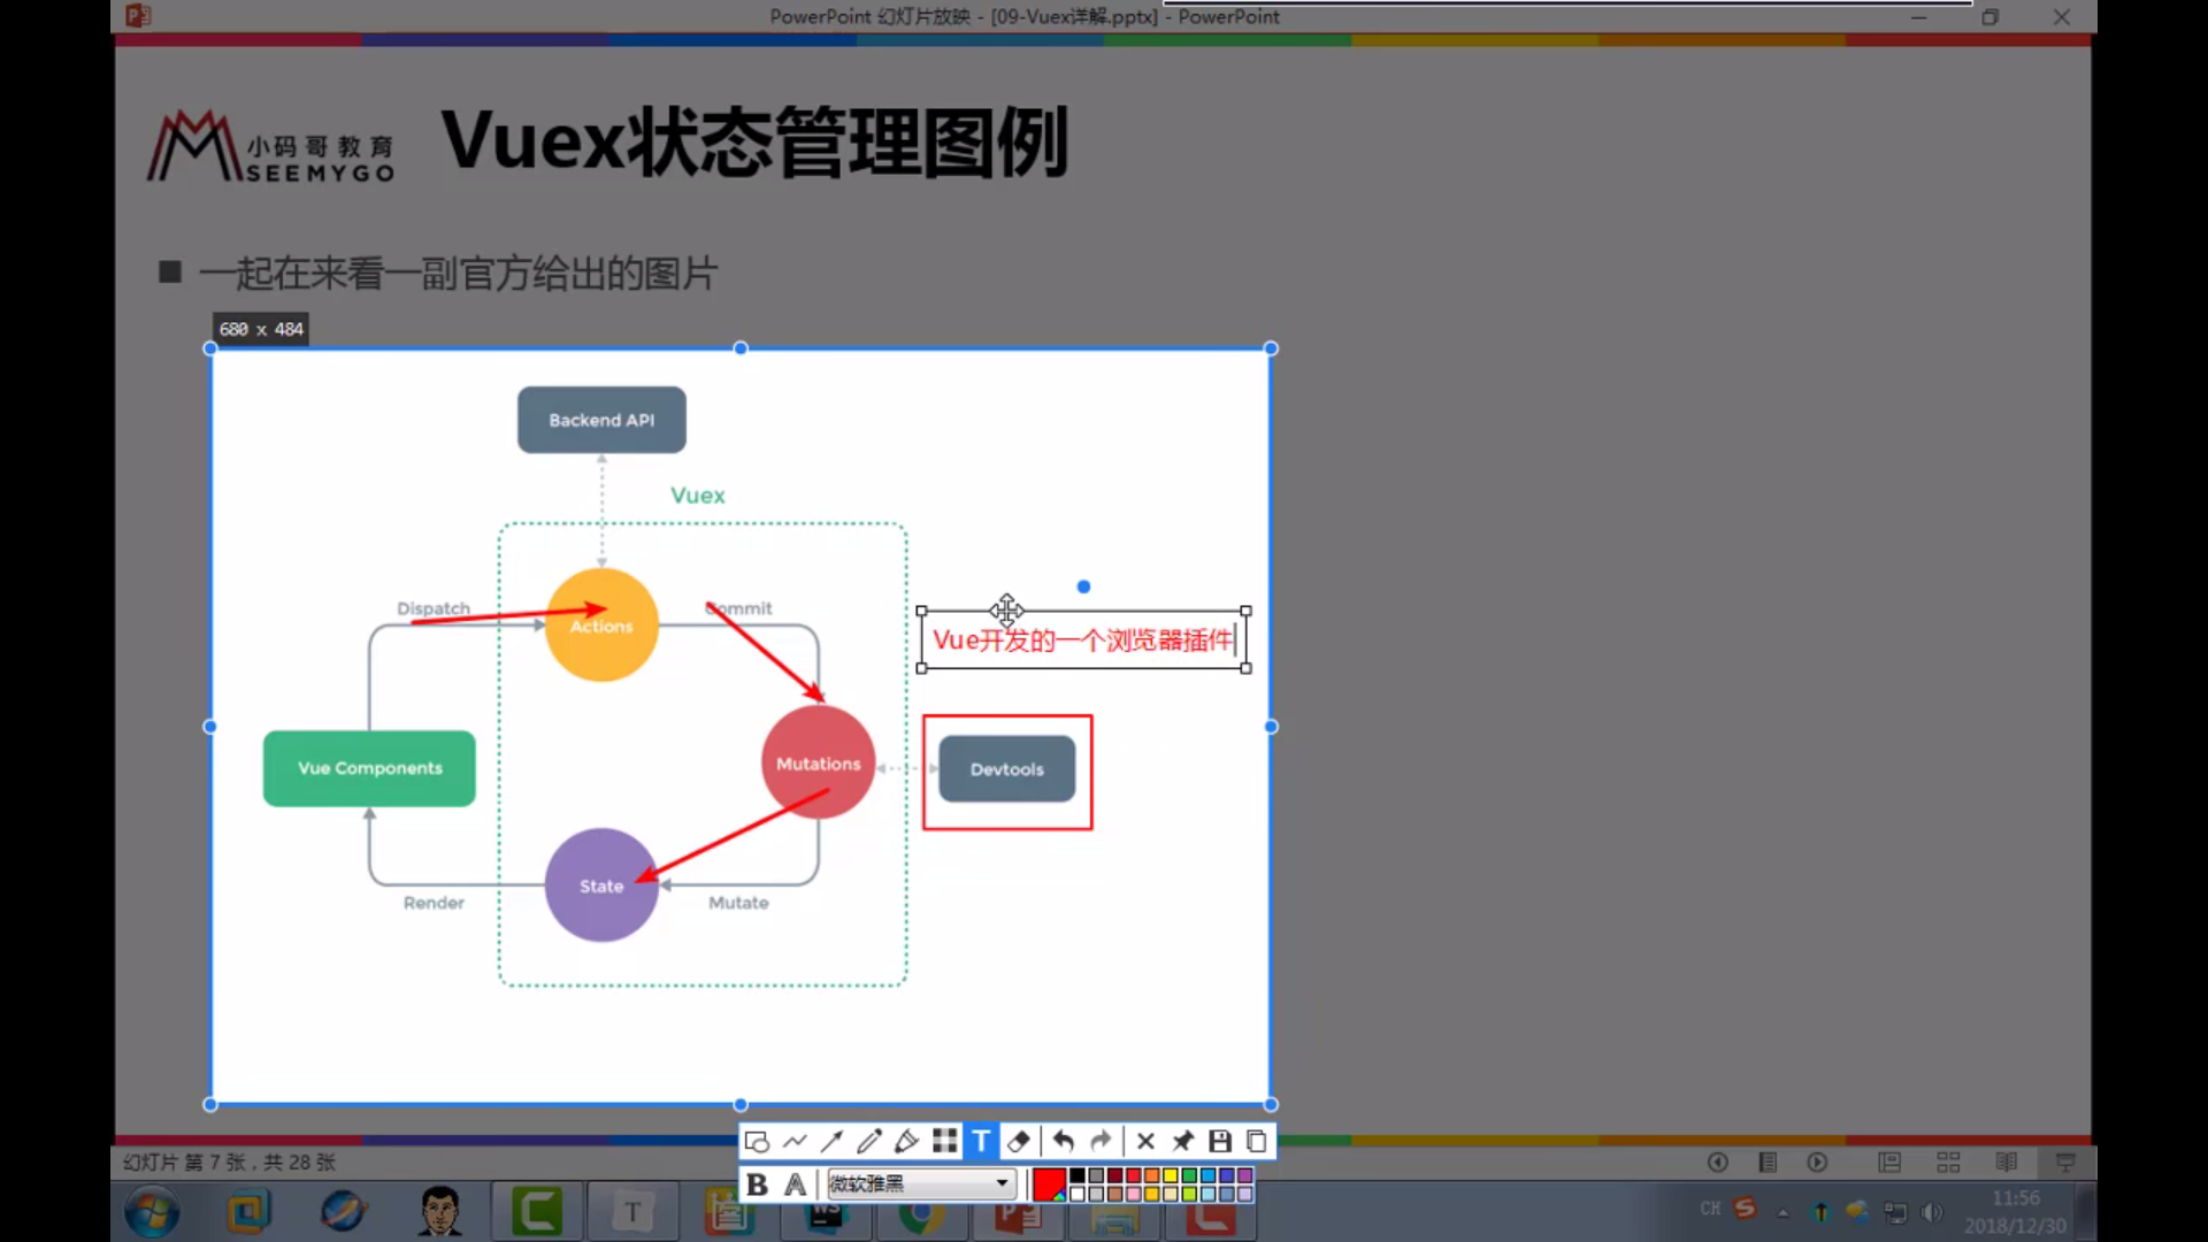 PowerPoint 幻灯片放映 - [09-Vuex详解.pptx] - PowerPoint
小码哥教育
SEEMYGO
Vuex状态管理图例
一起在来看一副官方给出的图片
680 x 484
Backend API
Vuex
Dispatch
Commit
Actions
Vue开发的一个浏览器插件
Vue Components
Mutations
Devtools
State
Render
Mutate
T
幻灯片 第 7 张 , 共 28 张
B A 微软雅黑
T
WS
CH
11:56
2018/12/30